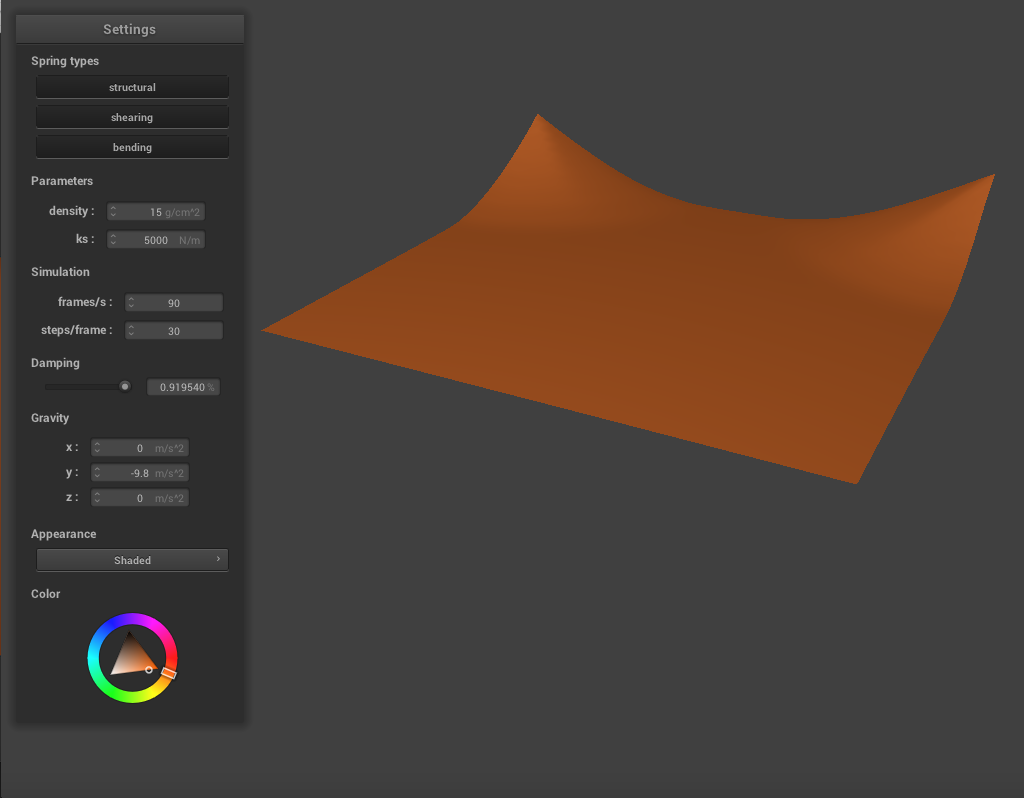 Settings
Spring types
structural
shearing
bending
Parameters
density : 15 g/cm^2
ks : 5000 N/m
Simulation
frames/s : 90
steps/frame : 30
Damping
0.919540 %
Gravity
x : 0 m/s^2
y : -9.8 m/s^2
z : 0 m/s^2
Appearance
Shaded
Color